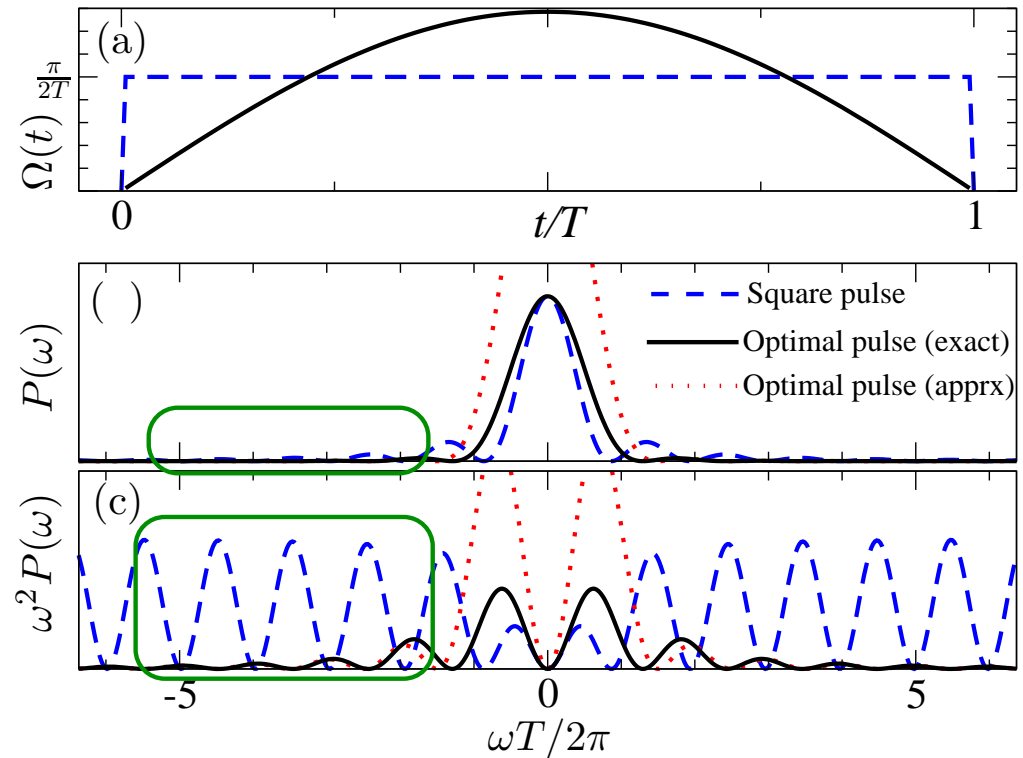 (a)
π/2T
Ω(t)
0 t/T 1
( )
P(ω)
Square pulse
Optimal pulse (exact)
Optimal pulse (apprx)
(c)
ω²P(ω)
-5 0 5
ωT/2π